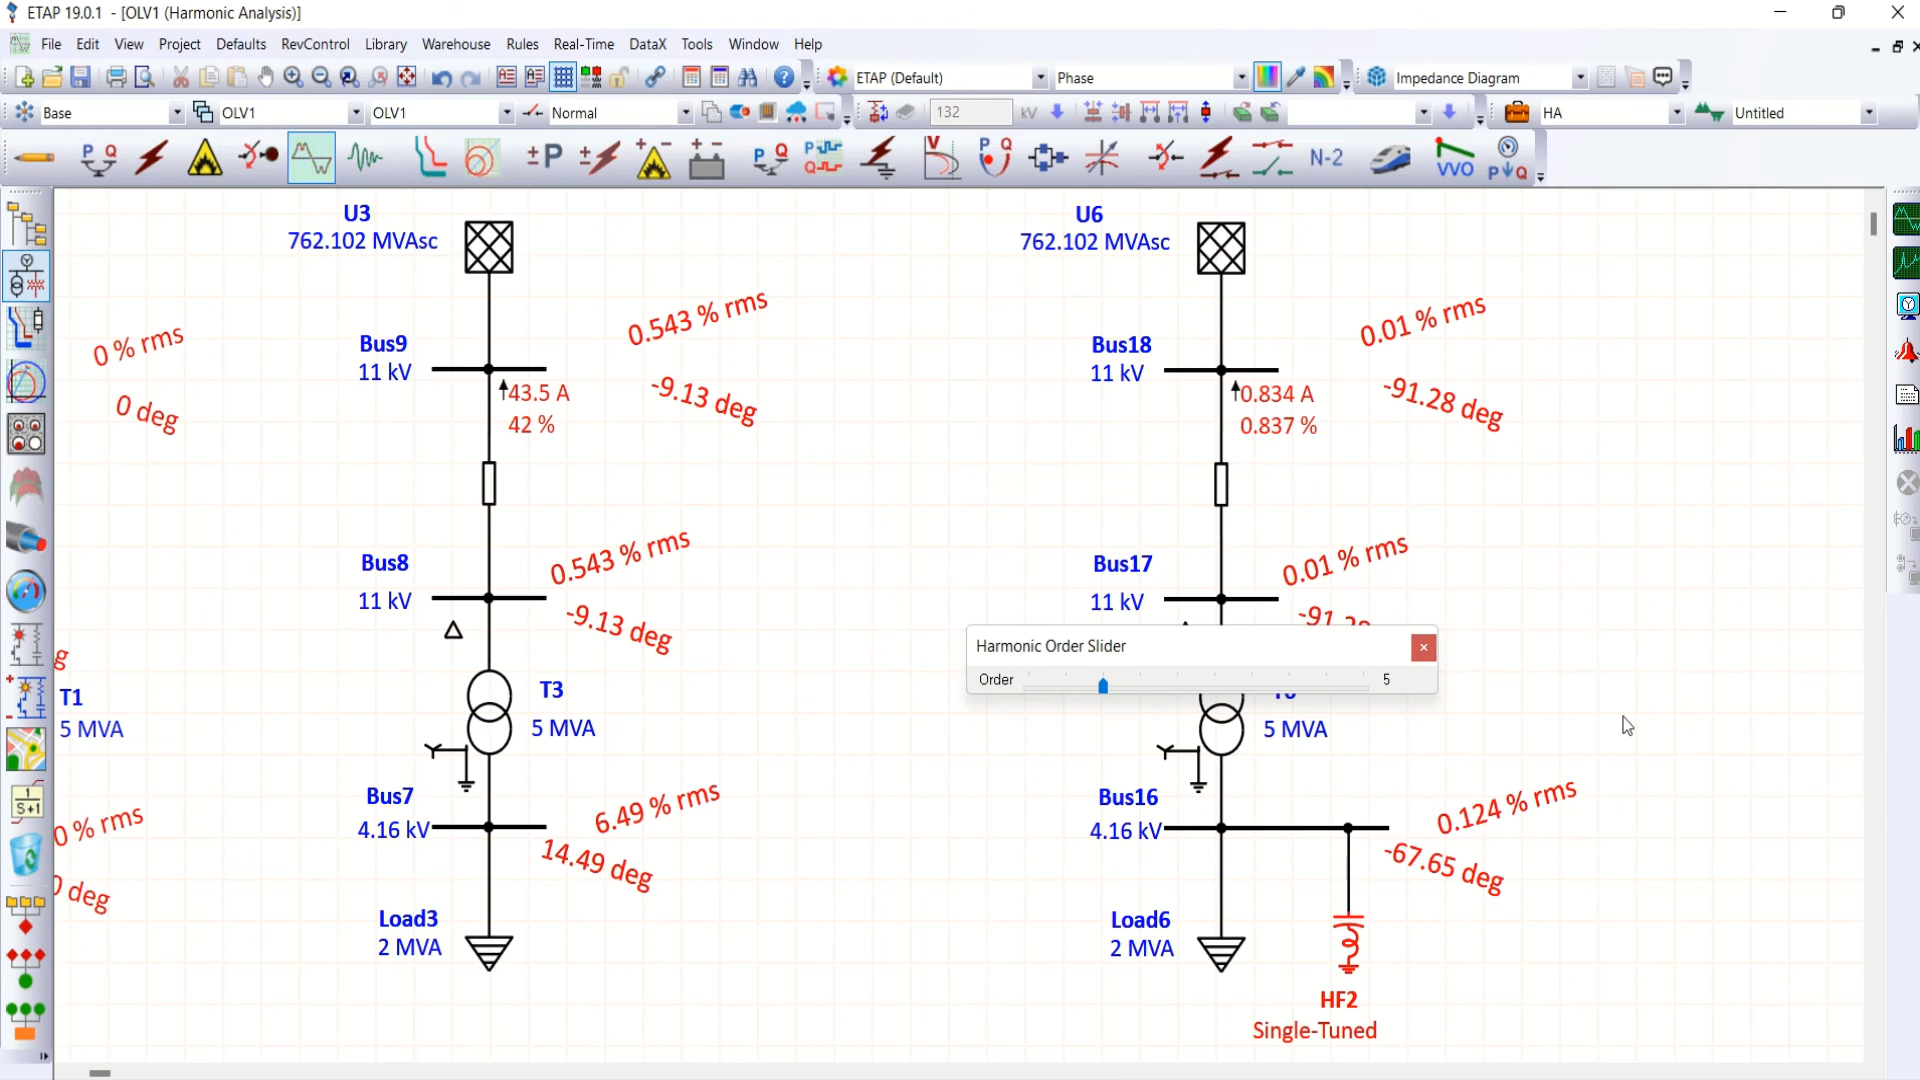 ETAP 19.0.1 - [OLV1 (Harmonic Analysis)]
File Edit View Project Defaults RevControl Library Warehouse Rules Real-Time DataX Tools Window Help
ETAP (Default) Phase Impedance Diagram
Base OLV1 OLV1 Normal 132 kV HA Untitled
P Q ± P P Q P Q V P Q N-2 VVO P Q
U3
762.102 MVAsc
U6
762.102 MVAsc
0 % rms
0 deg
Bus9
11 kV
0.543 % rms
-9.13 deg
43.5 A
42 %
Bus18
11 kV
0.01 % rms
-91.28 deg
0.834 A
0.837 %
Bus8
11 kV
0.543 % rms
-9.13 deg
Bus17
11 kV
0.01 % rms
Harmonic Order Slider
Order 5
g
T1
5 MVA
T3
5 MVA
5 MVA
1
S+1
0 % rms
0 deg
Bus7
4.16 kV
6.49 % rms
14.49 deg
Bus16
4.16 kV
0.124 % rms
-67.65 deg
Load3
2 MVA
Load6
2 MVA
HF2
Single-Tuned